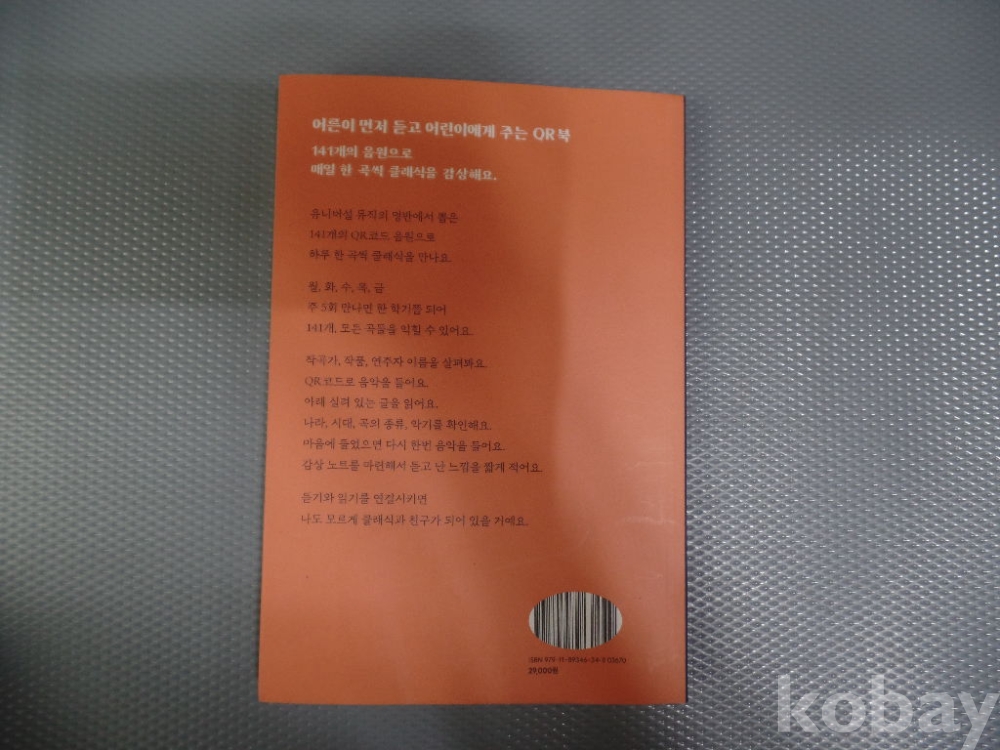 어른이 먼저 듣고 어린이에게 주는 QR북
141개의 음원으로
매일 한 곡씩 클래식을 감상해요.
유니버설 뮤직의 명반에서 뽑은
141개의 QR코드 음원으로
하루 한 곡씩 클래식을 만나요.
월, 화, 수, 목, 금
주 5회 만나면 한 학기쯤 되어
141개, 모든 곡들을 익힐 수 있어요.
작곡가, 작품, 연주자 이름을 살펴봐요.
QR코드로 음악을 들어요.
아래 실려 있는 글을 읽어요.
나라, 시대, 곡의 종류, 악기를 확인해요.
마음에 들었으면 다시 한번 음악을 들어요.
감상 노트를 마련해서 듣고 난 느낌을 짧게 적어요.
듣기와 읽기를 연결시키면
나도 모르게 클래식과 친구가 되어 있을 거예요.
ISBN 979-11-89346-24-9 03670
29,000원
kobay